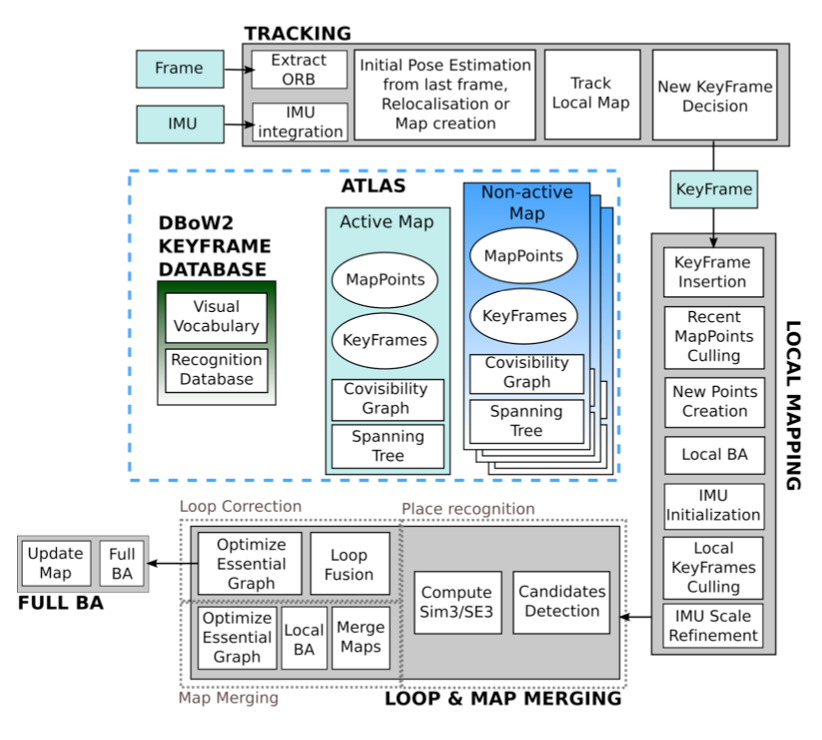 TRACKING
Frame
Extract
ORB
IMU
IMU
integration
Initial Pose Estimation
from last frame,
Relocalisation or
Map creation
Track
Local Map
New KeyFrame
Decision
KeyFrame
ATLAS
DBoW2
KEYFRAME
DATABASE
Visual
Vocabulary
Recognition
Database
Active Map
MapPoints
KeyFrames
Covisibility
Graph
Spanning
Tree
Non-active
Map
MapPoints
KeyFrames
Covisibility
Graph
Spanning
Tree
LOCAL MAPPING
KeyFrame
Insertion
Recent
MapPoints
Culling
New Points
Creation
Local BA
IMU
Initialization
Local
KeyFrames
Culling
IMU Scale
Refinement
Loop Correction
Place recognition
Optimize
Essential
Graph
Loop
Fusion
Compute
Sim3/SE3
Candidates
Detection
Update
Map
Full
BA
FULL BA
Optimize
Essential
Graph
Local
BA
Merge
Maps
Map Merging
LOOP & MAP MERGING